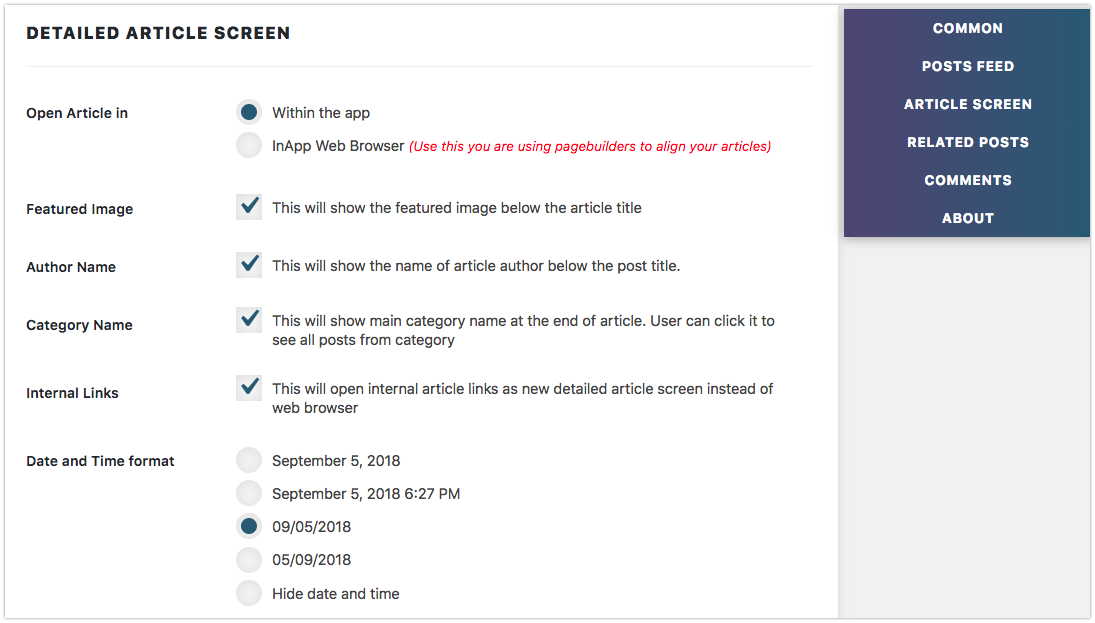 DETAILED ARTICLE SCREEN
Open Article in
Within the app
InApp Web Browser (Use this you are using pagebuilders to align your articles)
Featured Image
This will show the featured image below the article title
Author Name
This will show the name of article author below the post title.
Category Name
This will show main category name at the end of article. User can click it to
see all posts from category
Internal Links
This will open internal article links as new detailed article screen instead of
web browser
Date and Time format
September 5, 2018
September 5, 2018 6:27 PM
09/05/2018
05/09/2018
Hide date and time
COMMON
POSTS FEED
ARTICLE SCREEN
RELATED POSTS
COMMENTS
ABOUT